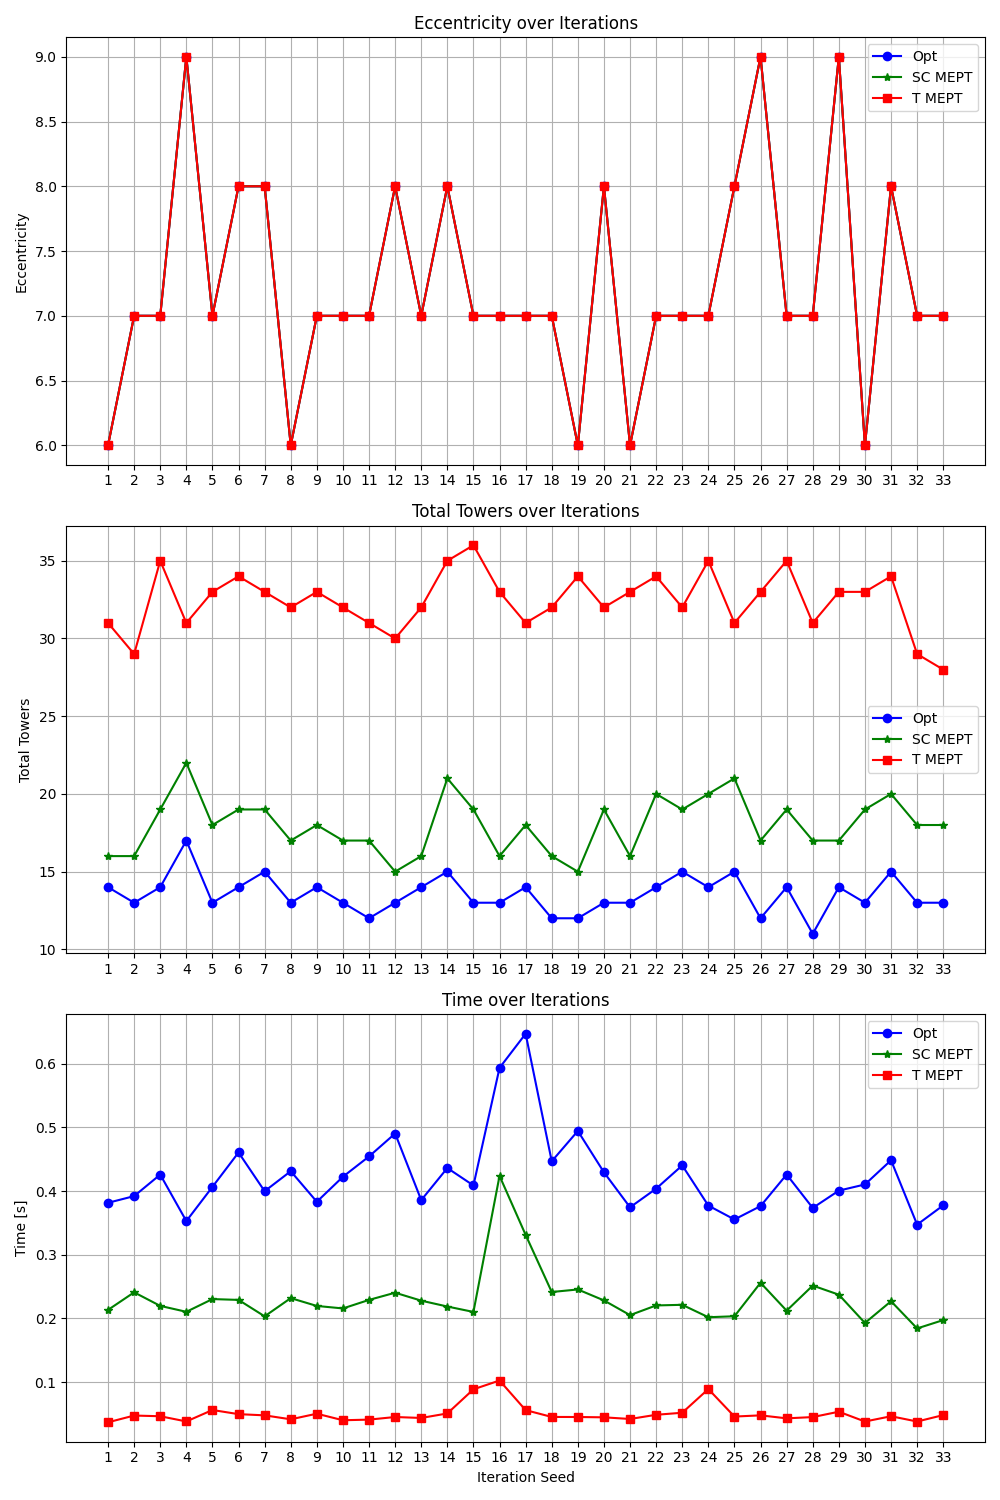 Eccentricity over Iterations
9.0
8.5
8.0
7.5
7.0
6.5
6.0
Eccentricity
Opt
SC MEPT
T MEPT
1 2 3 4 5 6 7 8 9 10 11 12 13 14 15 16 17 18 19 20 21 22 23 24 25 26 27 28 29 30 31 32 33
Total Towers over Iterations
35
30
25
20
15
10
Total Towers
Opt
SC MEPT
T MEPT
1 2 3 4 5 6 7 8 9 10 11 12 13 14 15 16 17 18 19 20 21 22 23 24 25 26 27 28 29 30 31 32 33
Time over Iterations
0.6
0.5
0.4
0.3
0.2
0.1
Time [s]
Opt
SC MEPT
T MEPT
1 2 3 4 5 6 7 8 9 10 11 12 13 14 15 16 17 18 19 20 21 22 23 24 25 26 27 28 29 30 31 32 33
Iteration Seed